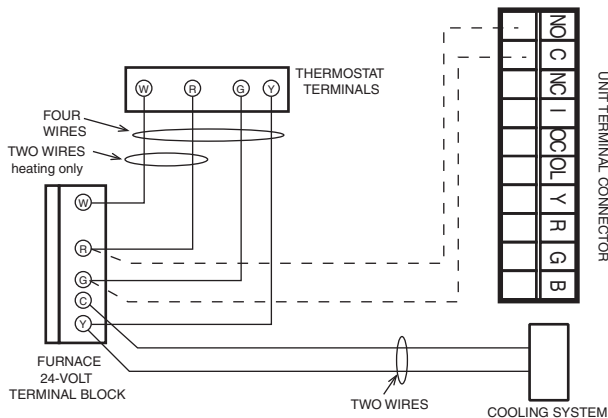 THERMOSTAT
TERMINALS
W R G Y
FOUR
WIRES
TWO WIRES
heating only
W
R
G
C
Y
FURNACE
24-VOLT
TERMINAL BLOCK
TWO WIRES
COOLING SYSTEM
NO
C
NC
I
OC
OL
Y
R
G
B
UNIT TERMINAL CONNECTOR